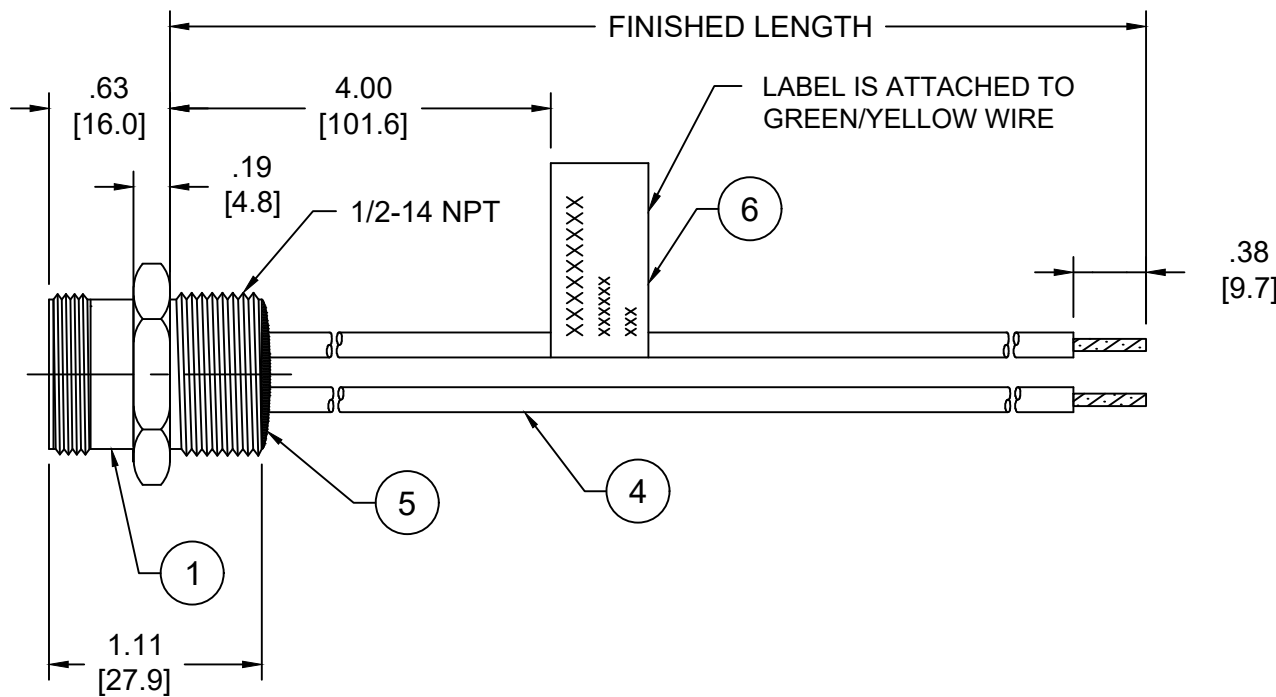 FINISHED LENGTH
.63
[16.0]
4.00
[101.6]
LABEL IS ATTACHED TO
GREEN/YELLOW WIRE
.19
[4.8]
1/2-14 NPT
6
XXXXXXXXXX
XXXXXX
XXX
.38
[9.7]
5
4
1
1.11
[27.9]